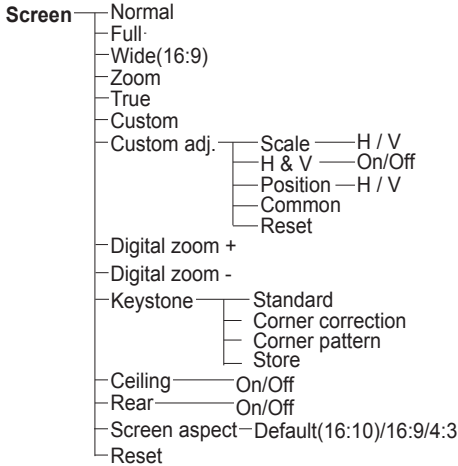 Screen Normal
Full
Wide(16:9)
Zoom
True
Custom
Custom adj. Scale H / V
H & V On/Off
Position H / V
Common
Reset
Digital zoom +
Digital zoom -
Keystone Standard
Corner correction
Corner pattern
Store
Ceiling On/Off
Rear On/Off
Screen aspect Default(16:10)/16:9/4:3
Reset